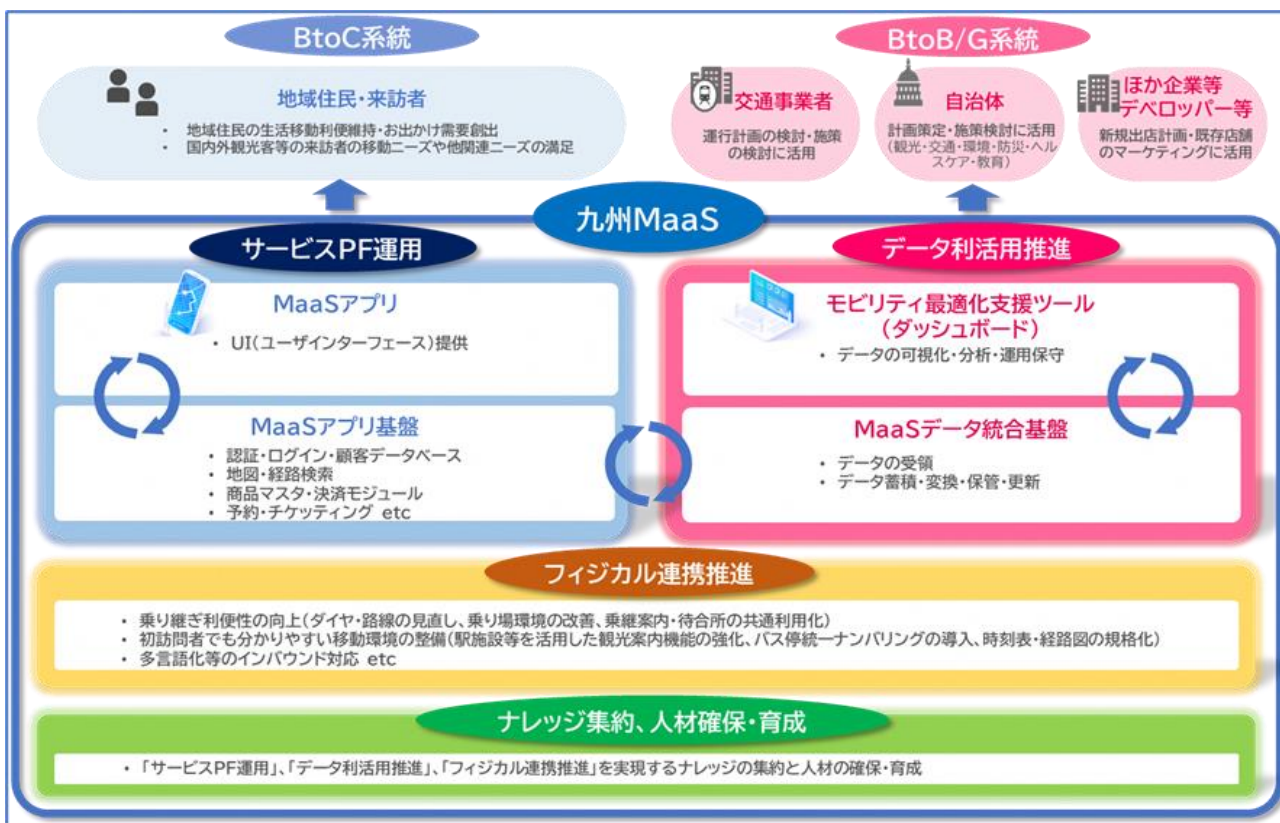 BtoC系統
地域住民・来訪者
・ 地域住民の生活移動利便維持・お出かけ需要創出
・ 国内外観光客等の来訪者の移動ニーズや他関連ニーズの満足
BtoB/G系統
交通事業者
運行計画の検討・施策
の検討に活用
自治体
計画策定・施策検討に活用
(観光・交通・環境・防災・ヘル
スケア・教育)
ほか企業等
デベロッパー等
新規出店計画・既存店舗
のマーケティングに活用
九州MaaS
サービスPF運用
MaaSアプリ
・ UI(ユーザインターフェース)提供
MaaSアプリ基盤
・ 認証・ログイン・顧客データベース
・ 地図・経路検索
・ 商品マスタ・決済モジュール
・ 予約・チケッティング etc
データ利活用推進
モビリティ最適化支援ツール
(ダッシュボード)
・ データの可視化・分析・運用保守
MaaSデータ統合基盤
・ データの受領
・ データ蓄積・変換・保管・更新
フィジカル連携推進
・ 乗り継ぎ利便性の向上(ダイヤ・路線の見直し、乗り場環境の改善、乗継案内・待合所の共通利用化)
・ 初訪問者でも分かりやすい移動環境の整備(駅施設等を活用した観光案内機能の強化、バス停統一ナンバリングの導入、時刻表・経路図の規格化)
・ 多言語化等のインバウンド対応 etc
ナレッジ集約、人材確保・育成
・ 「サービスPF運用」、「データ利活用推進」、「フィジカル連携推進」を実現するナレッジの集約と人材の確保・育成